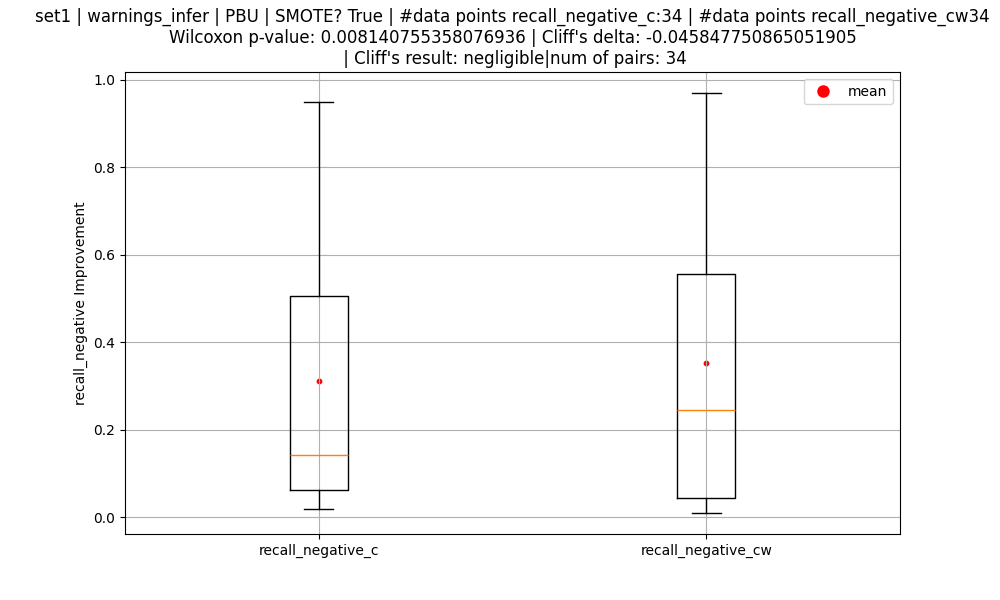 set1 | warnings_infer | PBU | SMOTE? True | #data points recall_negative_c:34 | #data points recall_negative_cw34
Wilcoxon p-value: 0.008140755358076936 | Cliff's delta: -0.045847750865051905
| Cliff's result: negligible|num of pairs: 34
mean
1.0
0.8
0.6
0.4
0.2
0.0
recall_negative Improvement
recall_negative_c
recall_negative_cw